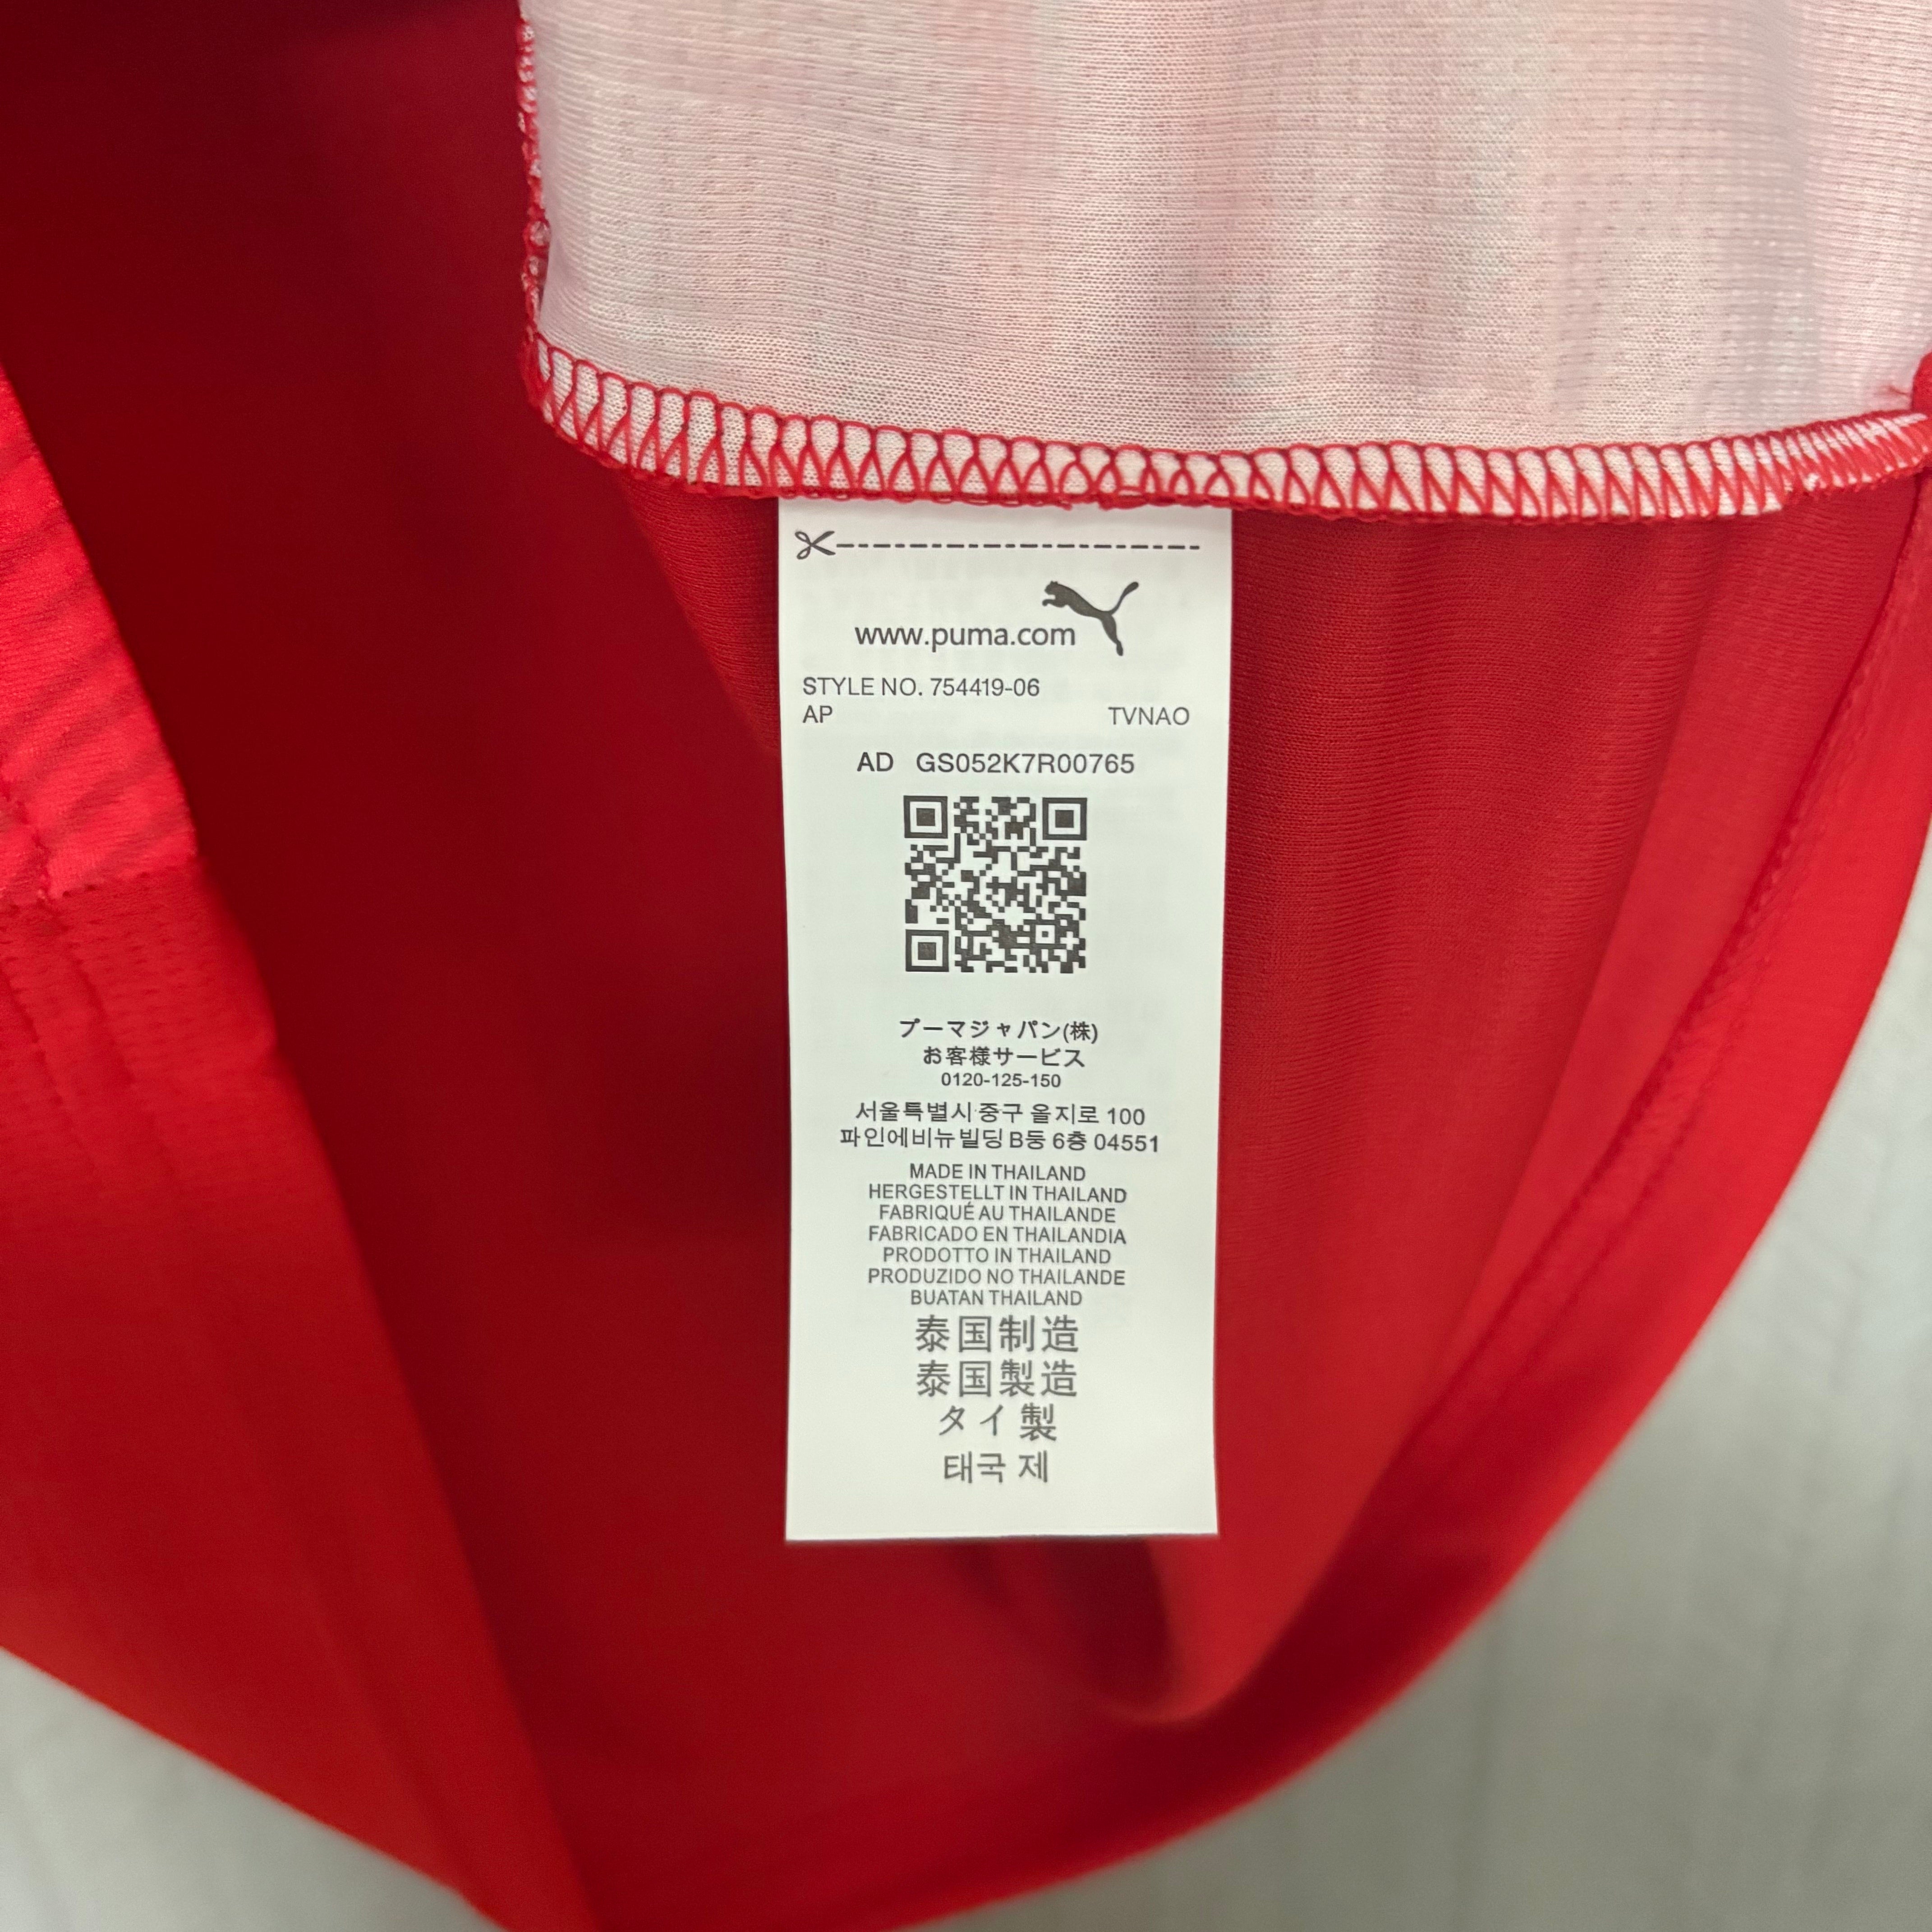 www.puma.com
STYLE NO. 754419-06
AP TVNAO
AD GS052K7R00765
プーマジャパン(株)
お客様サービス
0120-125-150
서울특별시 중구 을지로 100
파인에비뉴빌딩 B동 6층 04551
MADE IN THAILAND
HERGESTELLT IN THAILAND
FABRIQUÉ AU THAILANDE
FABRICADO EN THAILANDIA
PRODOTTO IN THAILAND
PRODUZIDO NO THAILANDE
BUATAN THAILAND
泰国制造
泰国製造
タイ製
태국 제